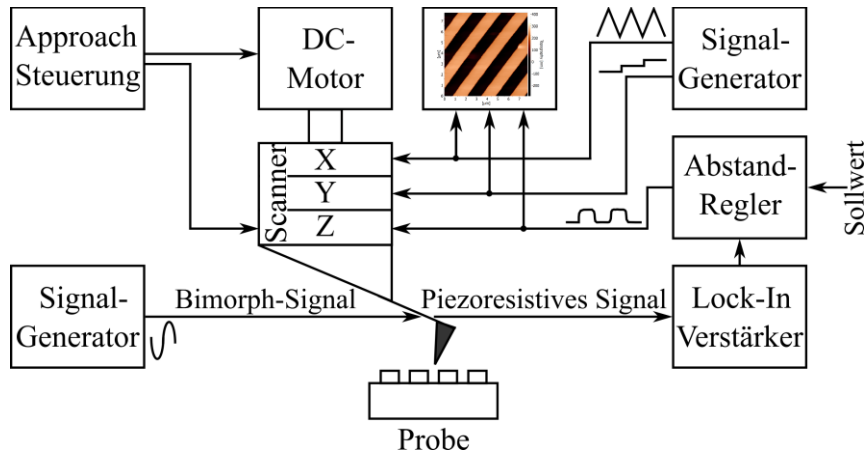 Approach
Steuerung
DC-
Motor
Signal-
Generator
Scanner
X
Y
Z
Abstand-
Regler
Sollwert
Signal-
Generator
Bimorph-Signal
Piezoresistives Signal
Lock-In
Verstärker
Probe